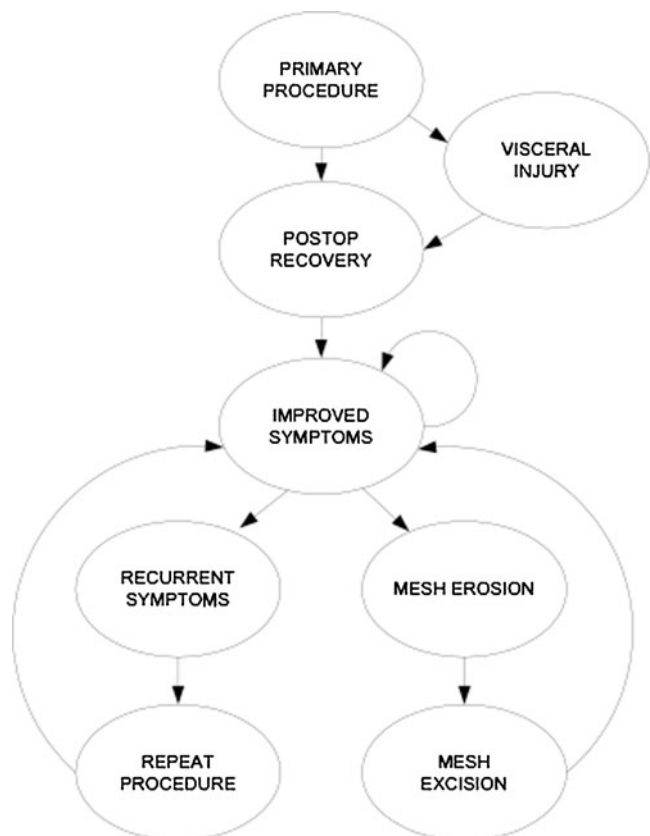 PRIMARY
PROCEDURE
VISCERAL
INJURY
POSTOP
RECOVERY
IMPROVED
SYMPTOMS
RECURRENT
SYMPTOMS
MESH EROSION
REPEAT
PROCEDURE
MESH
EXCISION